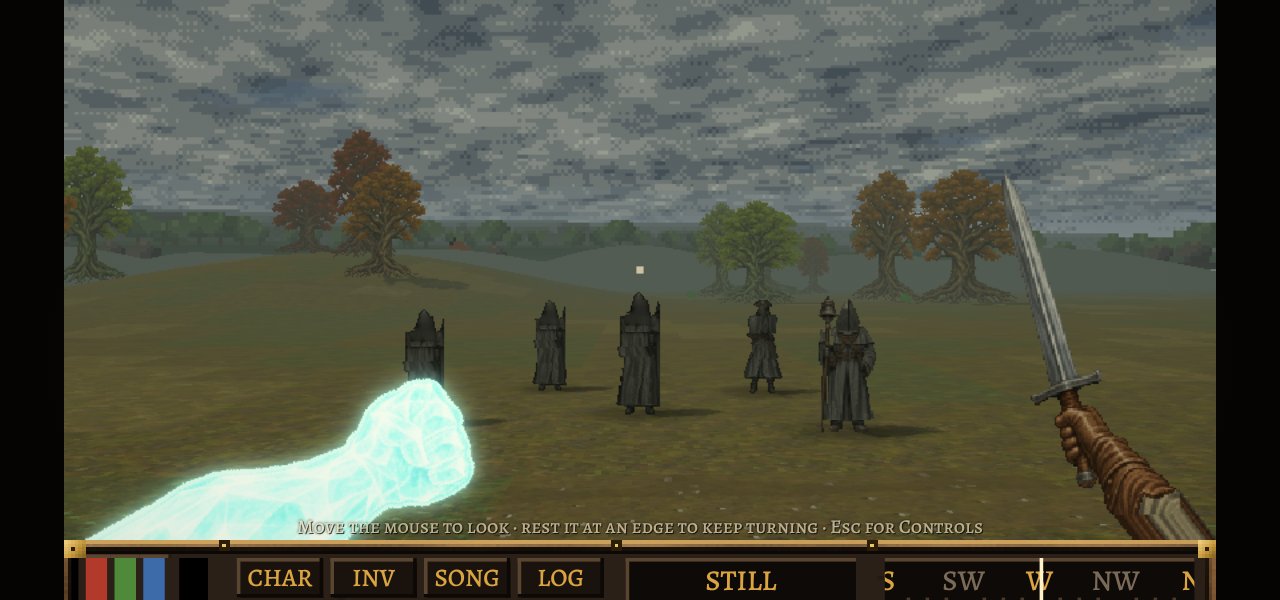 Move the mouse to look · rest it at an edge to keep turning · Esc for Controls
CHAR INV SONG LOG STILL S SW W NW N